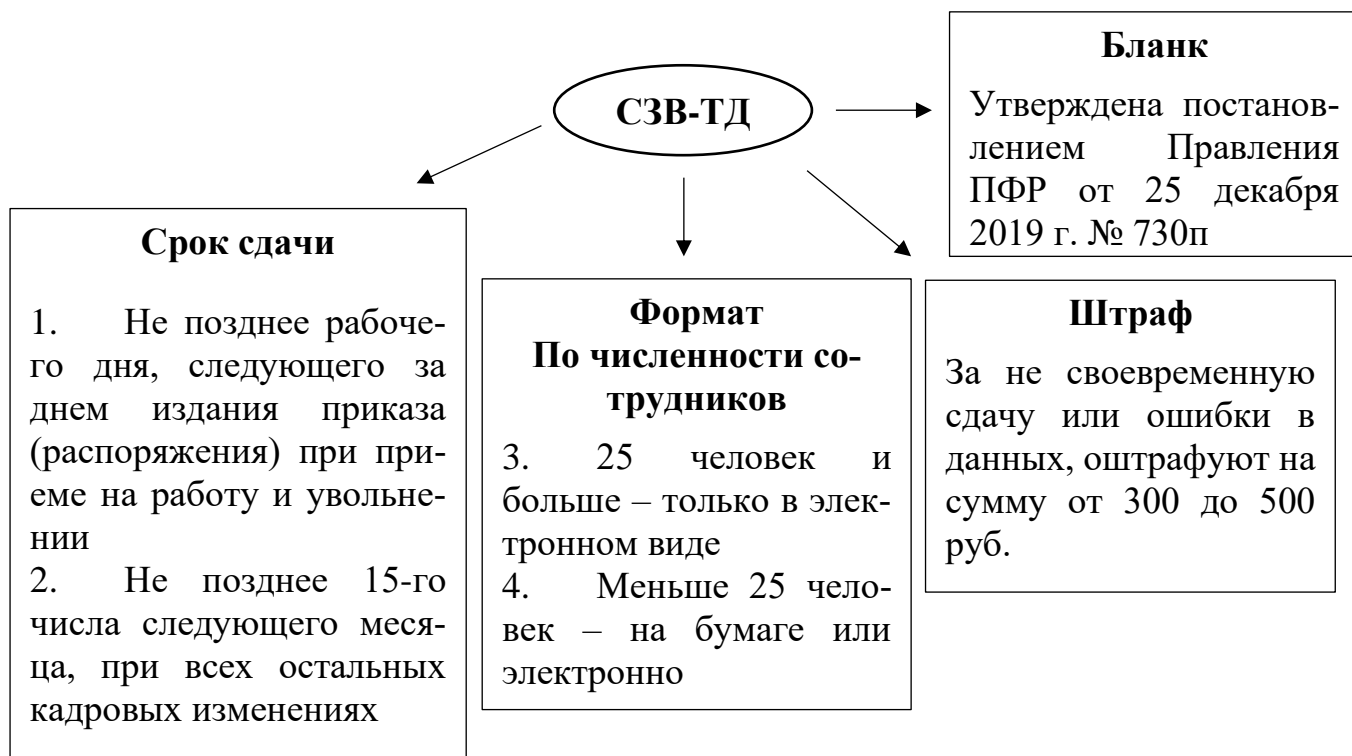 СЗВ-ТД
Бланк
Утверждена постанов-
лением Правления
ПФР от 25 декабря
2019 г. № 730п
Срок сдачи
1. Не позднее рабоче-
го дня, следующего за
днем издания приказа
(распоряжения) при при-
еме на работу и увольне-
нии
2. Не позднее 15-го
числа следующего меся-
ца, при всех остальных
кадровых изменениях
Формат
По численности со-
трудников
3. 25 человек и
больше – только в элек-
тронном виде
4. Меньше 25 чело-
век – на бумаге или
электронно
Штраф
За не своевременную
сдачу или ошибки в
данных, оштрафуют на
сумму от 300 до 500
руб.